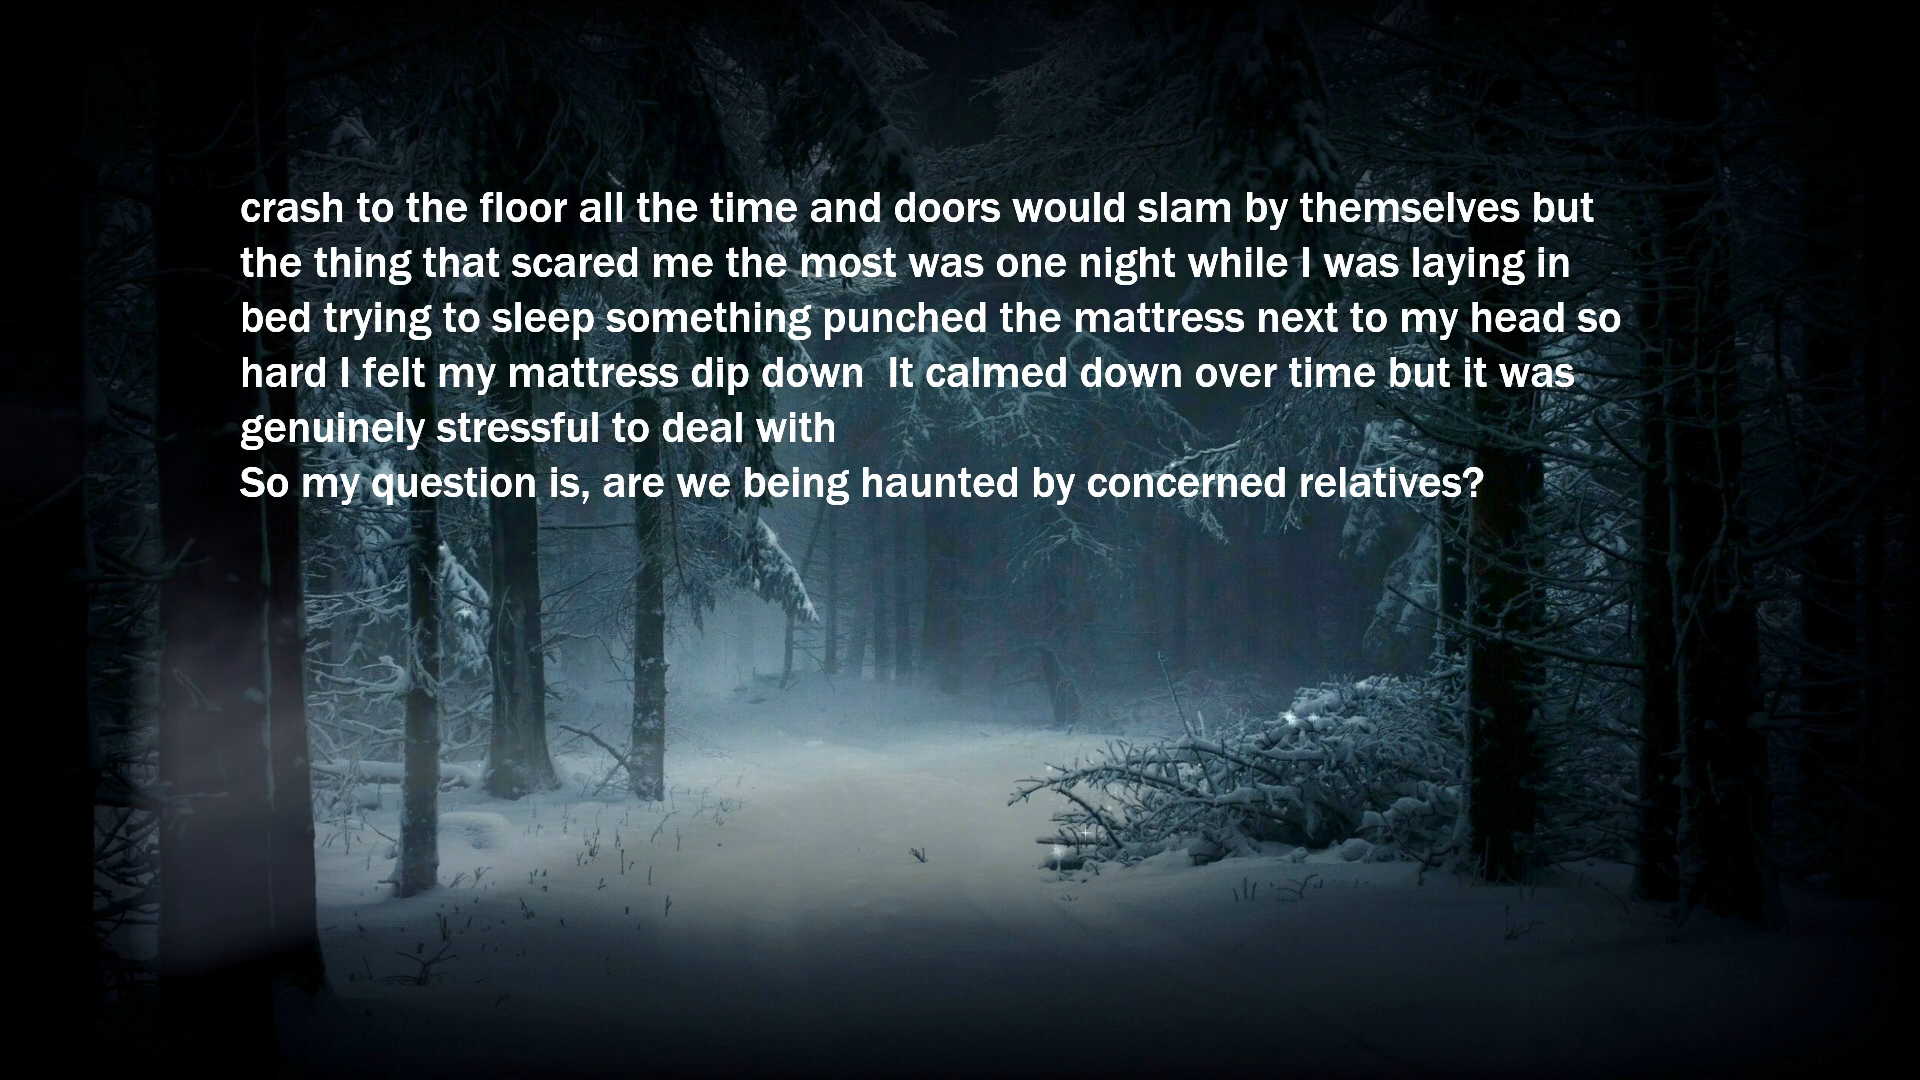 crash to the floor all the time and doors would slam by themselves but
the thing that scared me the most was one night while I was laying in
bed trying to sleep something punched the mattress next to my head so
hard I felt my mattress dip down  It calmed down over time but it was
genuinely stressful to deal with
So my question is, are we being haunted by concerned relatives?